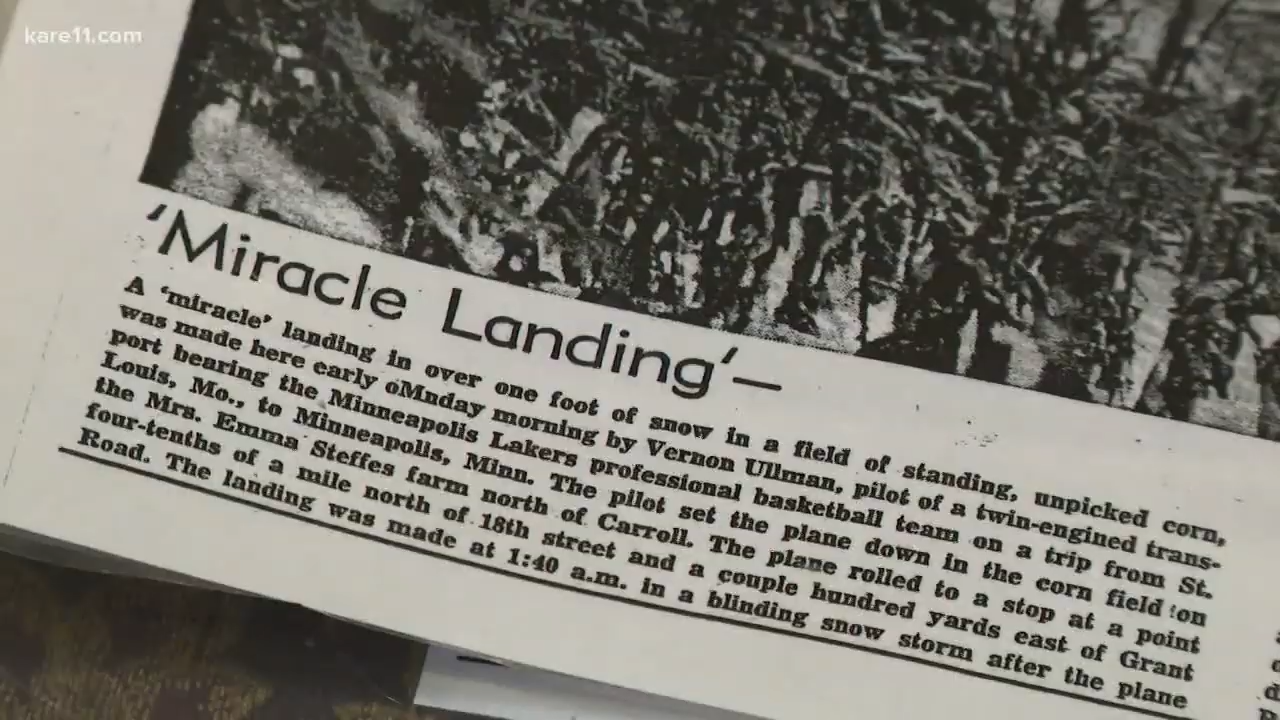 kare11.com
'Miracle Landing'—
A 'miracle' landing in over one foot of snow in a field of standing, unpicked corn,
was made here early oMnday morning by Vernon Ullman, pilot of a twin-engined trans-
port bearing the Minneapolis Lakers professional basketball team on a trip from St.
Louis, Mo., to Minneapolis, Minn. The pilot set the plane down in the corn field on
the Mrs. Emma Steffes farm north of Carroll. The plane rolled to a stop at a point
four-tenths of a mile north of 18th street and a couple hundred yards east of Grant
Road. The landing was made at 1:40 a.m. in a blinding snow storm after the plane